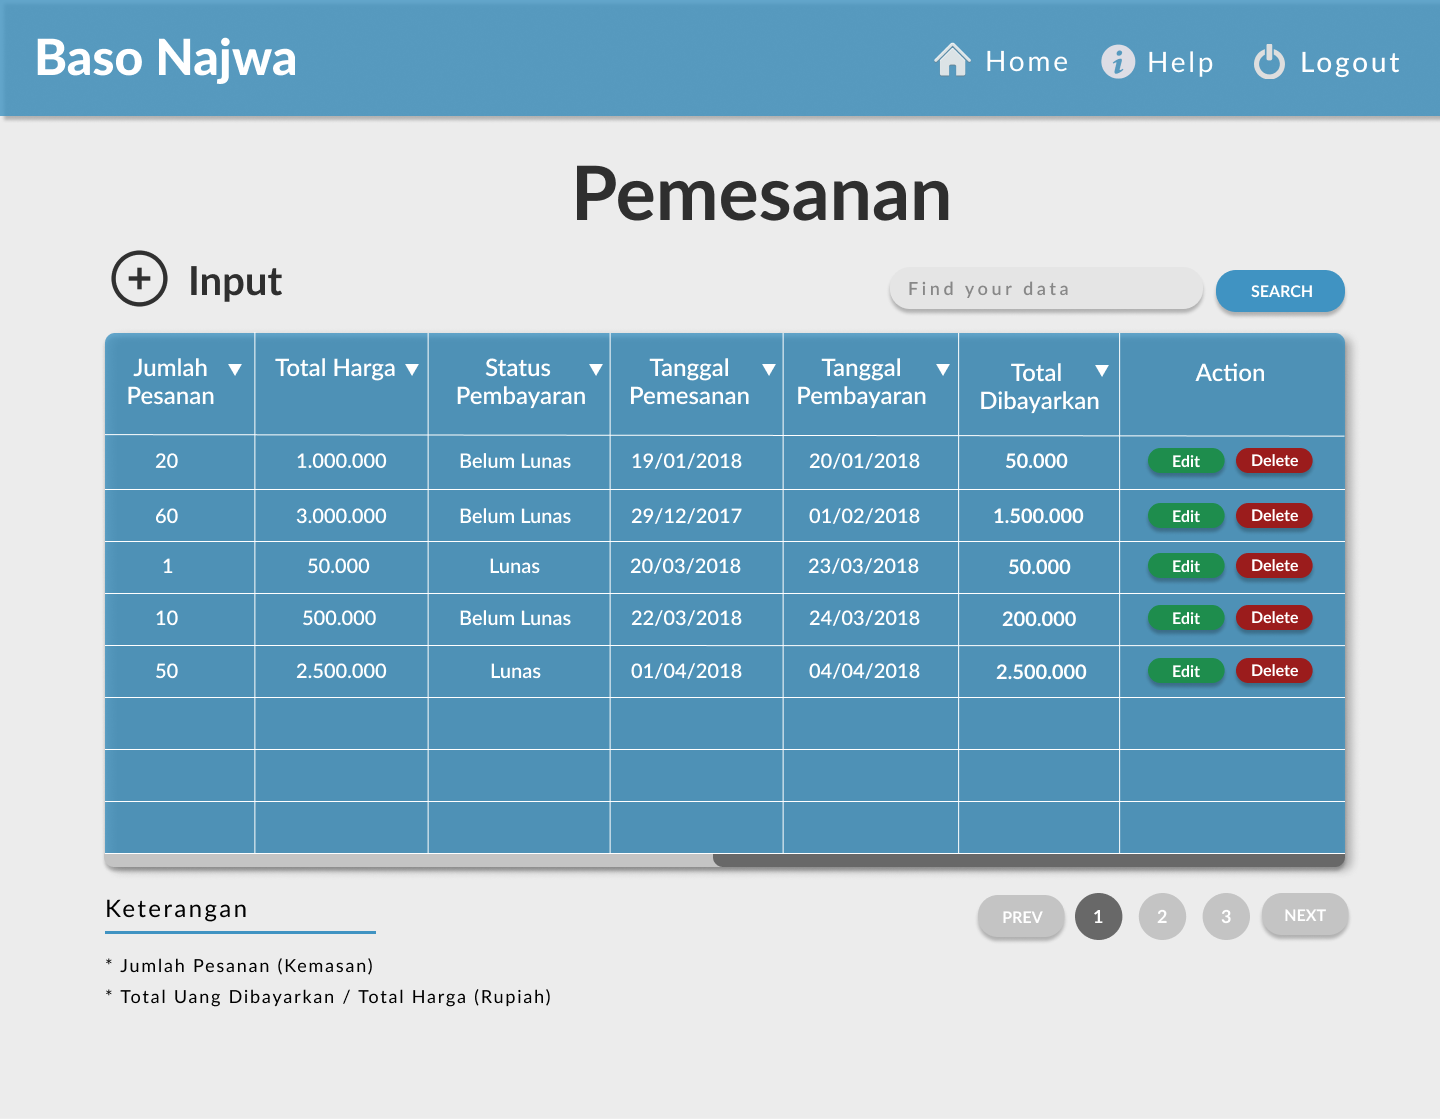 Baso Najwa
Home
Help
Logout
Pemesanan
Input
Find your data
SEARCH
Jumlah Pesanan
Total Harga
Status Pembayaran
Tanggal Pemesanan
Tanggal Pembayaran
Total Dibayarkan
Action
20 1.000.000 Belum Lunas 19/01/2018 20/01/2018 50.000 Edit Delete
60 3.000.000 Belum Lunas 29/12/2017 01/02/2018 1.500.000 Edit Delete
1 50.000 Lunas 20/03/2018 23/03/2018 50.000 Edit Delete
10 500.000 Belum Lunas 22/03/2018 24/03/2018 200.000 Edit Delete
50 2.500.000 Lunas 01/04/2018 04/04/2018 2.500.000 Edit Delete
Keterangan
PREV 1 2 3 NEXT
* Jumlah Pesanan (Kemasan)
* Total Uang Dibayarkan / Total Harga (Rupiah)